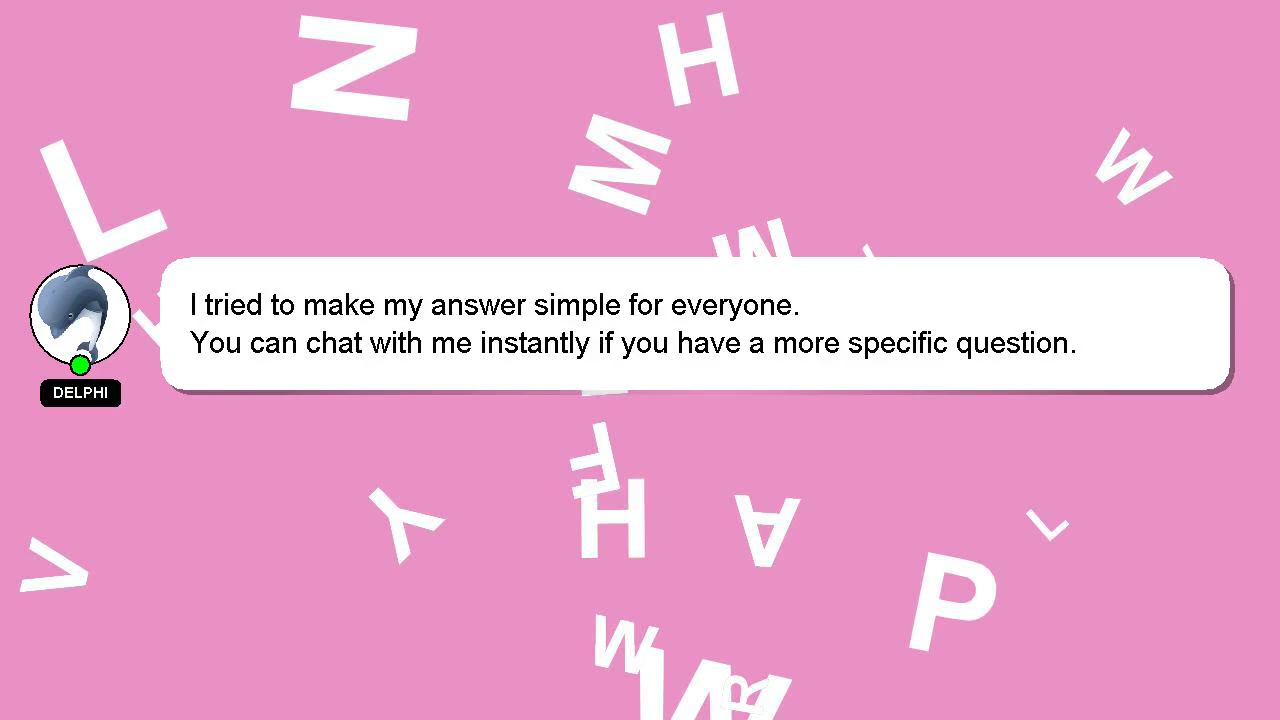 N
H
M
L
W
W
I tried to make my answer simple for everyone.
You can chat with me instantly if you have a more specific question.
DELPHI
F
H
A
Y
L
V
P
W
W
R